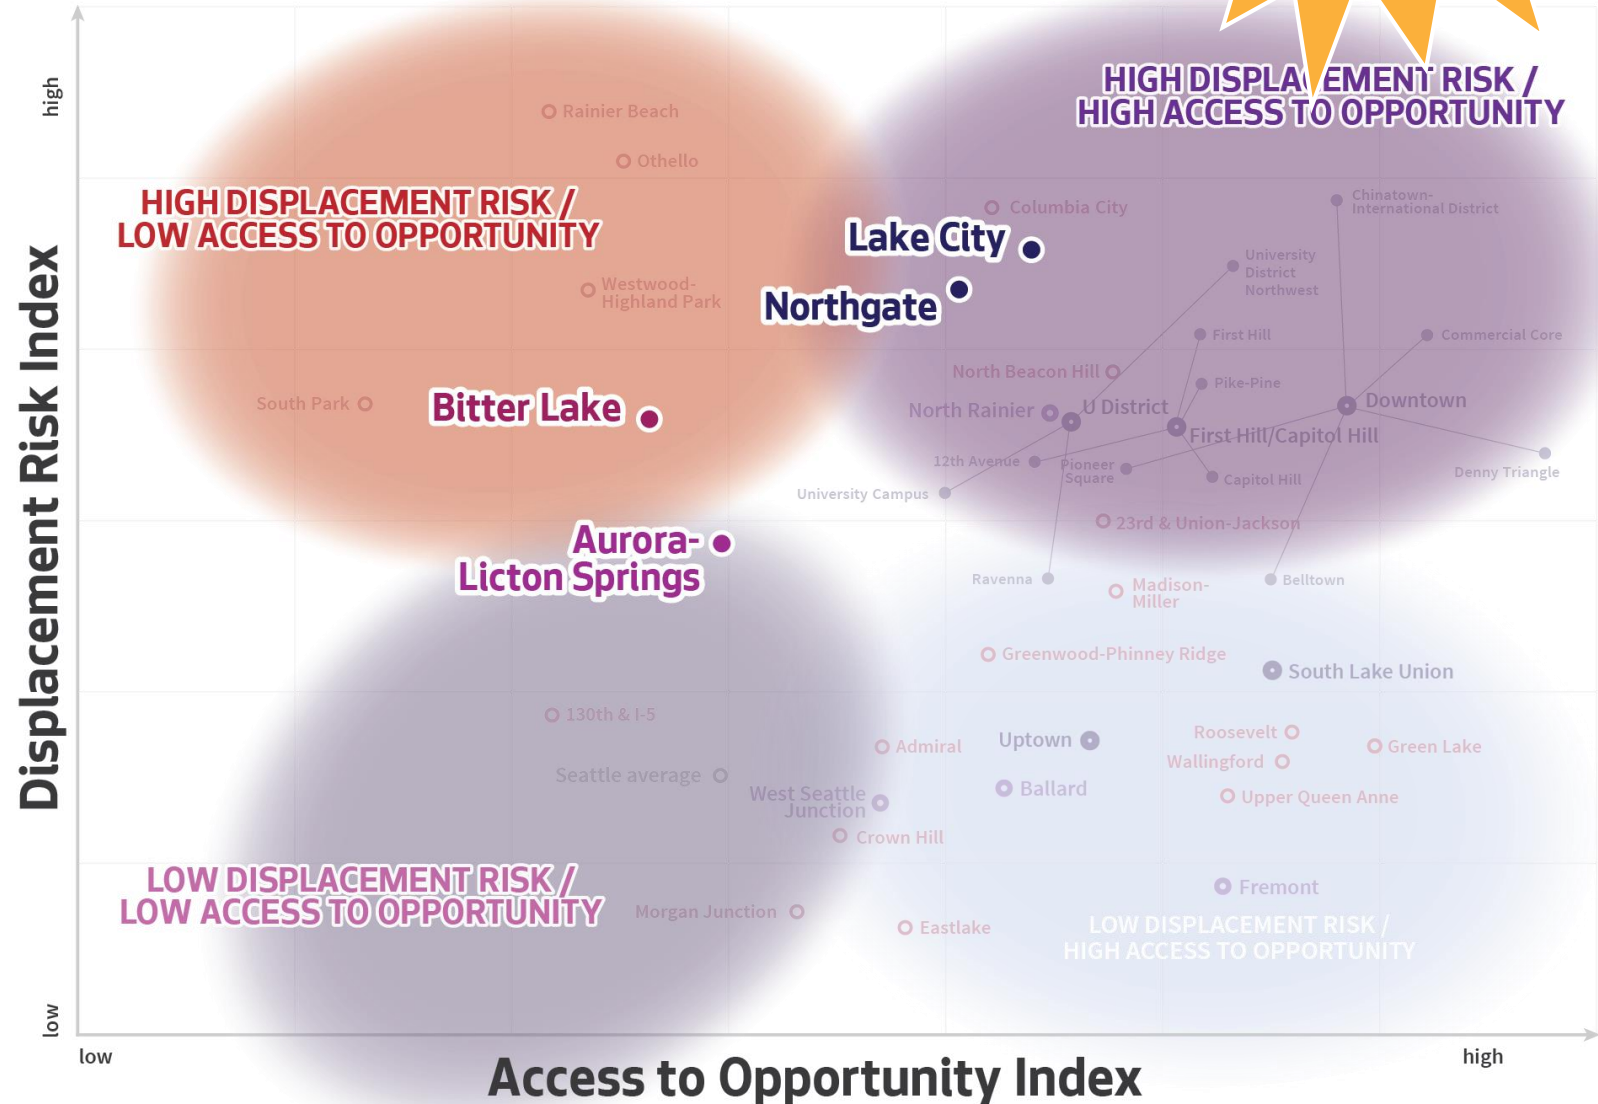 high
HIGH DISPLACEMENT RISK /
HIGH ACCESS TO OPPORTUNITY
Rainier Beach
Othello
HIGH DISPLACEMENT RISK /
LOW ACCESS TO OPPORTUNITY
Columbia City
Chinatown-
International District
Lake City
University
District
Northwest
Westwood-
Highland Park
Northgate
First Hill
Commercial Core
North Beacon Hill
Pike-Pine
South Park
Bitter Lake
North Rainier
U District
Downtown
First Hill/Capitol Hill
12th Avenue
Pioneer
Square
Capitol Hill
Denny Triangle
University Campus
23rd & Union-Jackson
Aurora-
Licton Springs
Ravenna
Belltown
Madison-
Miller
Greenwood-Phinney Ridge
South Lake Union
130th & I-5
Admiral
Uptown
Roosevelt
Green Lake
Wallingford
Seattle average
West Seattle
Junction
Ballard
Upper Queen Anne
Crown Hill
LOW DISPLACEMENT RISK /
LOW ACCESS TO OPPORTUNITY
Fremont
Morgan Junction
Eastlake
LOW DISPLACEMENT RISK /
HIGH ACCESS TO OPPORTUNITY
Displacement Risk Index
low
low
high
Access to Opportunity Index